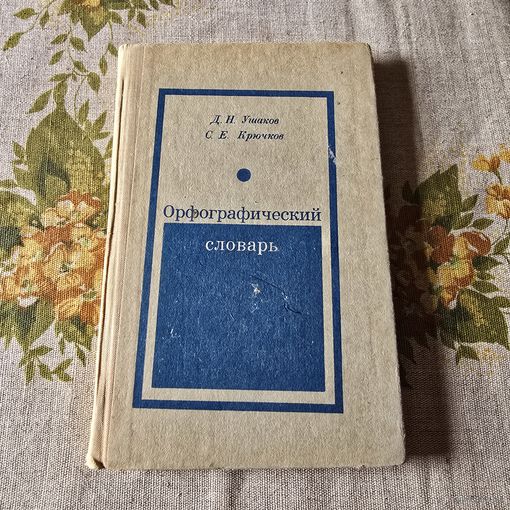 Д. Н. Ушаков
С. Е. Крючков
Орфографический
словарь